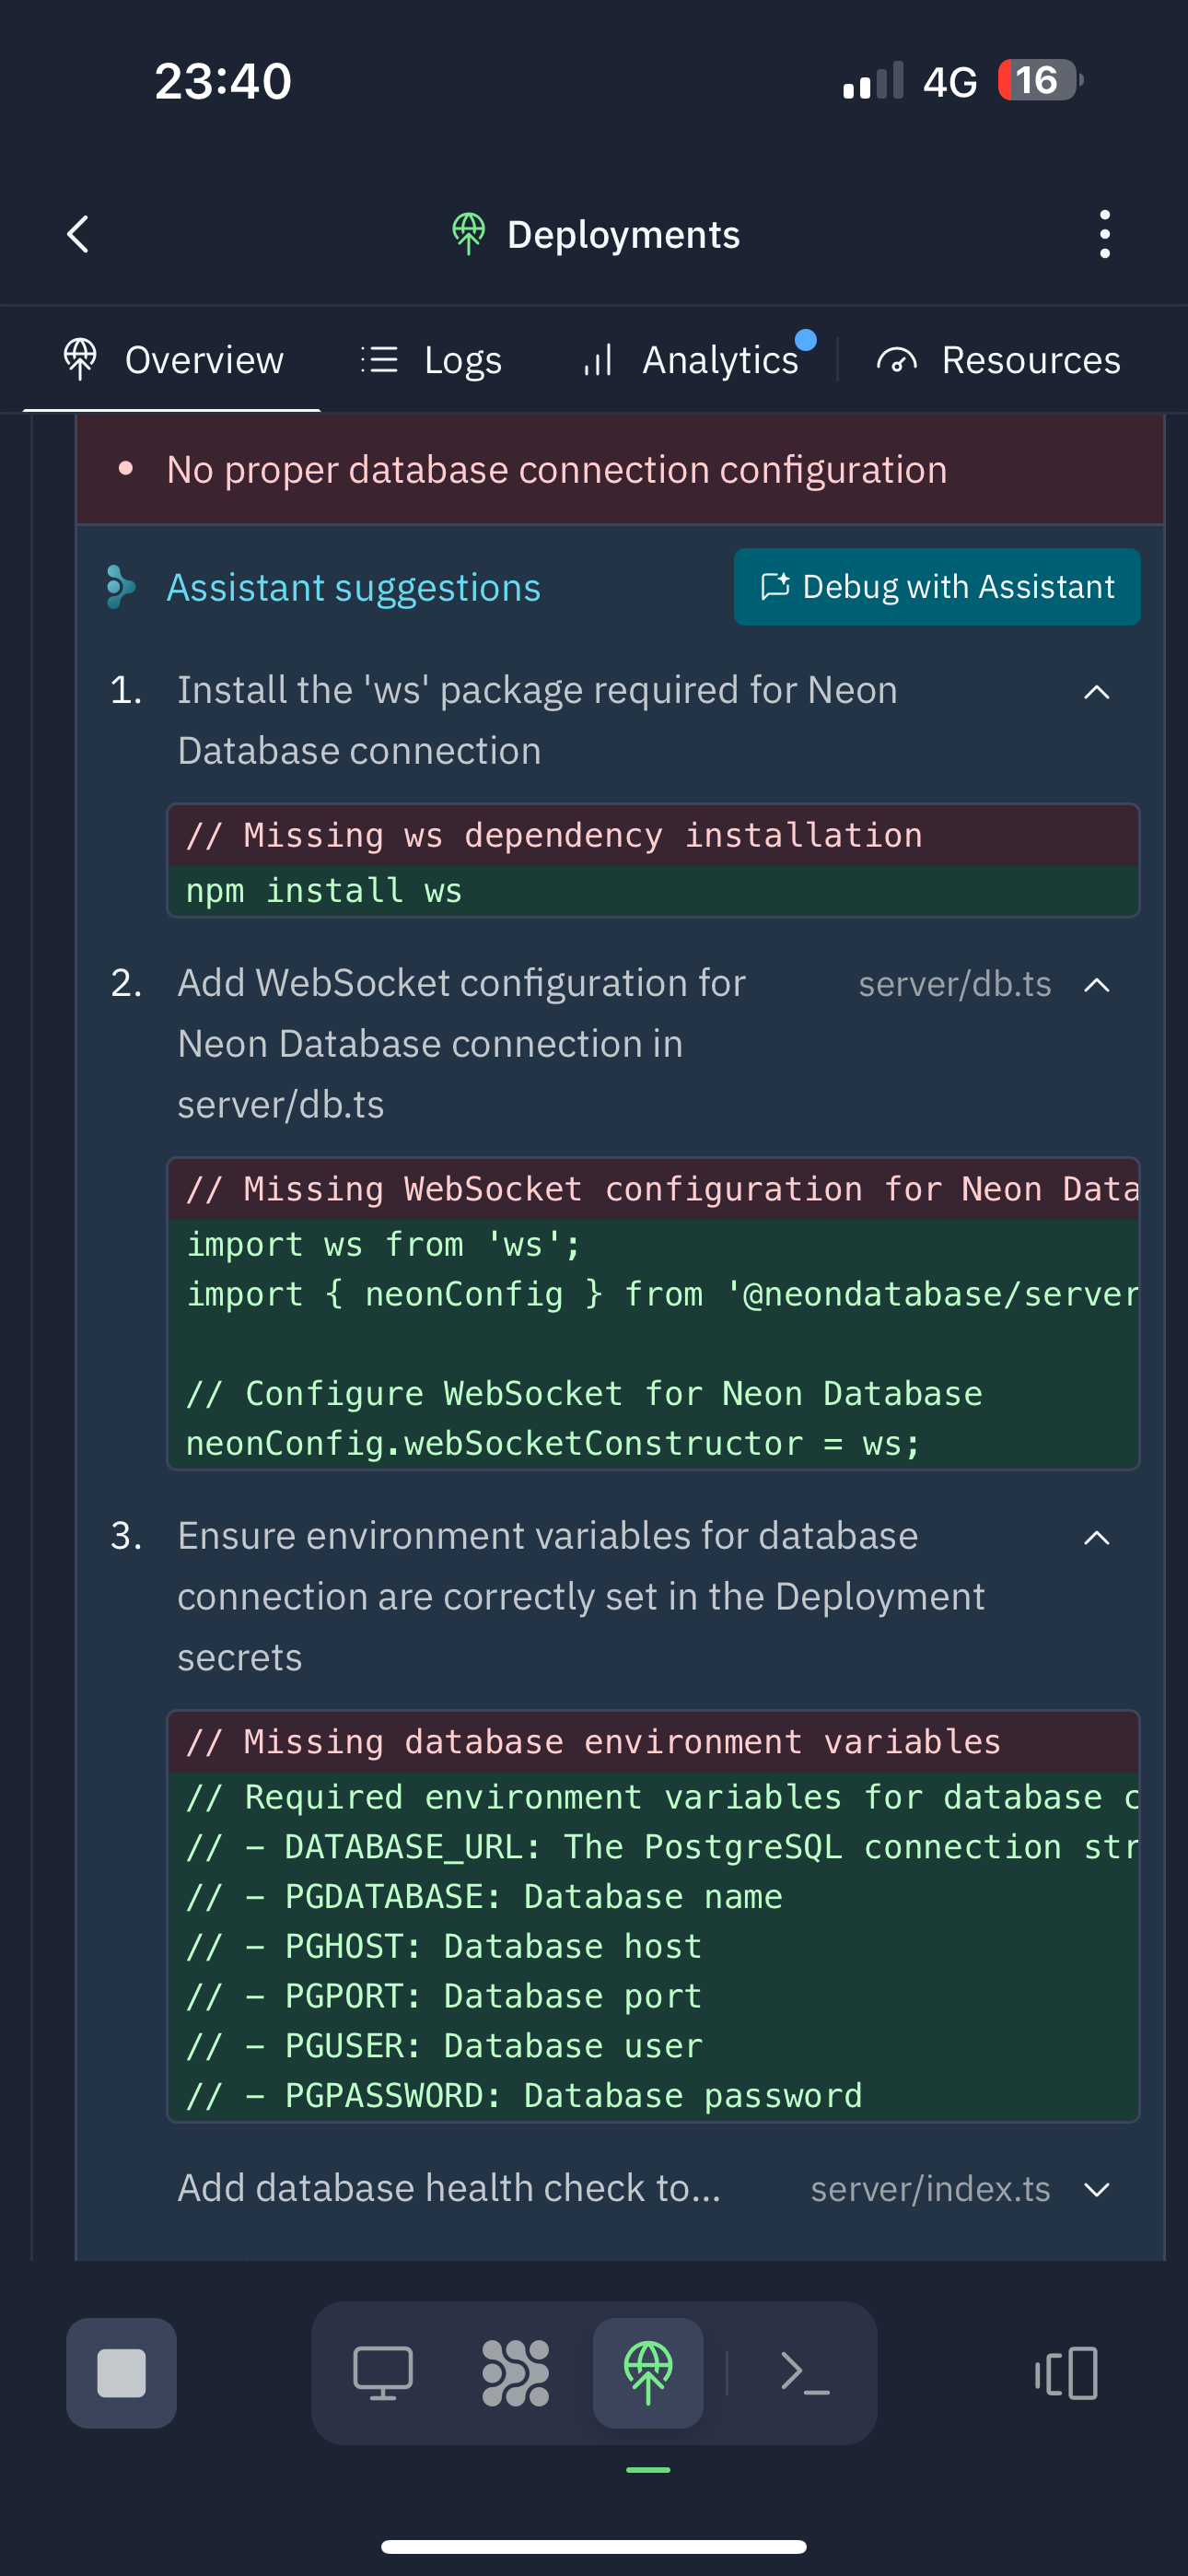 23:40
4G 16
Deployments
Overview Logs Analytics Resources
• No proper database connection configuration
Assistant suggestions Debug with Assistant
1. Install the 'ws' package required for Neon
Database connection
// Missing ws dependency installation
npm install ws
2. Add WebSocket configuration for server/db.ts
Neon Database connection in
server/db.ts
// Missing WebSocket configuration for Neon Data
import ws from 'ws';
import { neonConfig } from '@neondatabase/server
// Configure WebSocket for Neon Database
neonConfig.webSocketConstructor = ws;
3. Ensure environment variables for database
connection are correctly set in the Deployment
secrets
// Missing database environment variables
// Required environment variables for database c
// – DATABASE_URL: The PostgreSQL connection str
// – PGDATABASE: Database name
// – PGHOST: Database host
// – PGPORT: Database port
// – PGUSER: Database user
// – PGPASSWORD: Database password
Add database health check to... server/index.ts